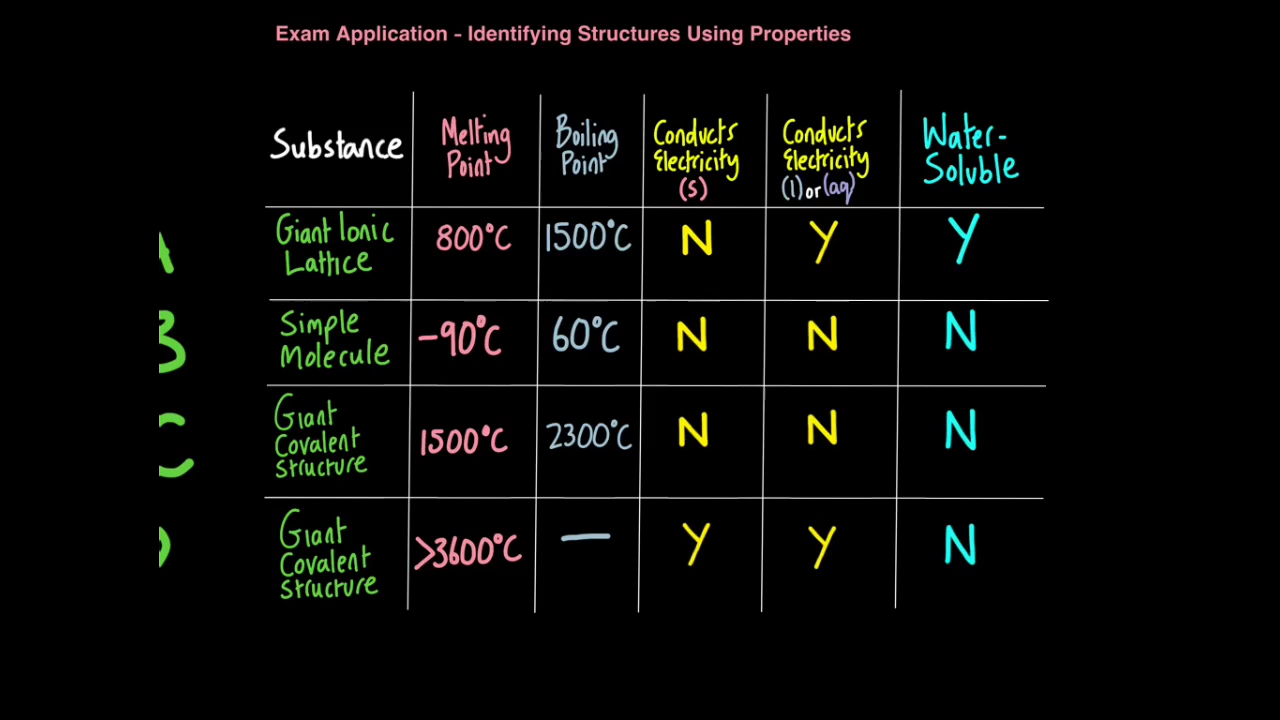 Exam Application - Identifying Structures Using Properties
Substance
Melting
Point
Boiling
Point
Conducts
Electricity
(s)
Conducts
Electricity
(l) or (aq)
Water-
Soluble
A
Giant Ionic
Lattice
800°C
1500°C
N
Y
Y
B
Simple
Molecule
-90°C
60°C
N
N
N
C
Giant
Covalent
Structure
1500°C
2300°C
N
N
N
D
Giant
Covalent
Structure
>3600°C
—
Y
Y
N